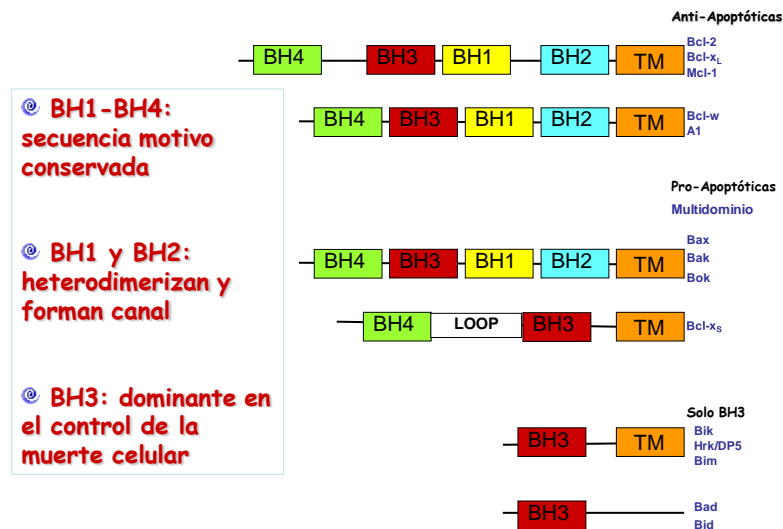 Anti-Apoptóticas
BH4 BH3 BH1 BH2 TM
Bcl-2
Bcl-xL
Mcl-1
BH4 BH3 BH1 BH2 TM
Bcl-w
A1
BH1-BH4:
secuencia motivo
conservada
BH1 y BH2:
heterodimerizan y
forman canal
BH3: dominante en
el control de la
muerte celular
Pro-Apoptóticas
Multidominio
BH4 BH3 BH1 BH2 TM
Bax
Bak
Bok
BH4 LOOP BH3 TM
Bcl-xS
Solo BH3
BH3 TM
Bik
Hrk/DP5
Bim
BH3
Bad
Bid